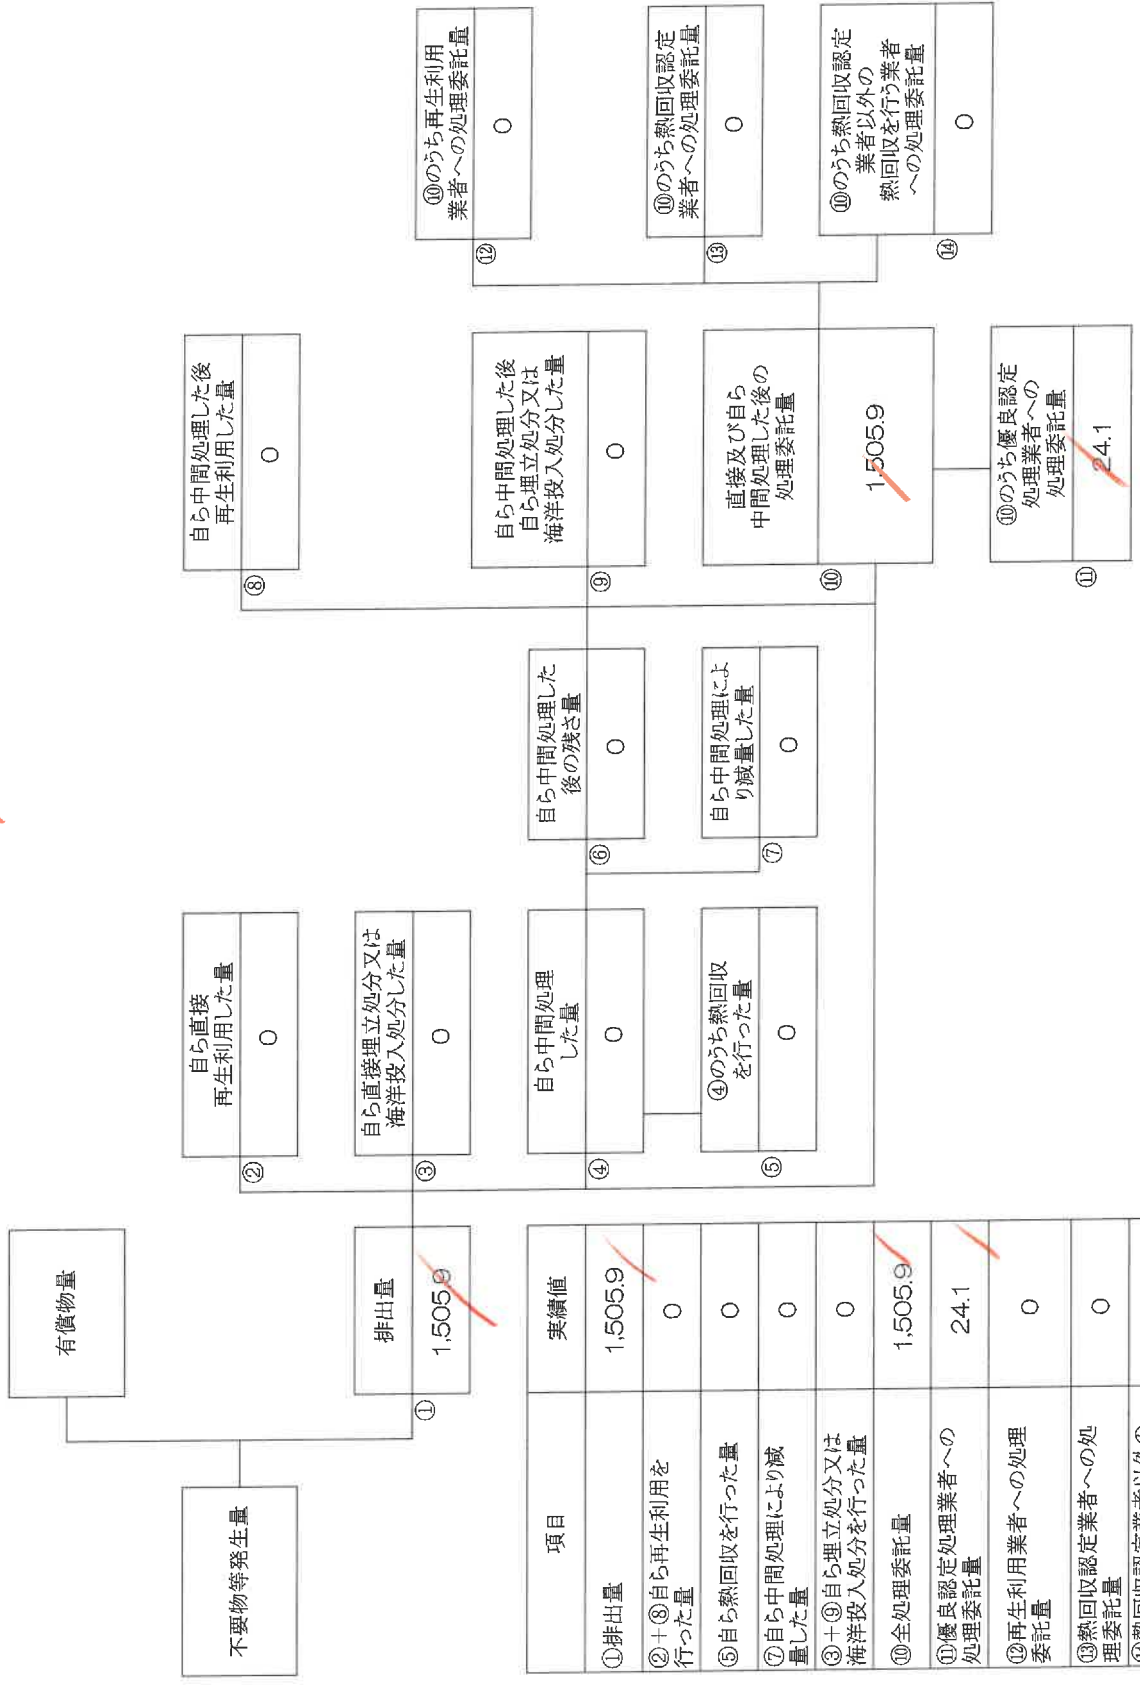 不要物等発生量
有償物量
排出量
①
1,505.9
自ら直接
再生利用した量
②
0
自ら直接埋立処分又は
海洋投入処分した量
③
0
自ら中間処理
した量
④
0
④のうち熱回収
を行った量
⑤
0
自ら中間処理した
後の残さ量
⑥
0
自ら中間処理によ
り減量した量
⑦
0
自ら中間処理した後
再生利用した量
⑧
0
自ら中間処理した後
自ら埋立処分又は
海洋投入処分した量
⑨
0
直接及び自ら
中間処理した後の
処理委託量
⑩
1,505.9
⑩のうち優良認定
処理業者への
処理委託量
⑪
24.1
⑩のうち再生利用
業者への処理委託量
⑫
0
⑩のうち熱回収認定
業者への処理委託量
⑬
0
⑩のうち熱回収認定
業者以外の
熱回収を行う業者
への処理委託量
⑭
0
項目 実績値
①排出量 1,505.9
②+⑧自ら再生利用を
行った量 0
⑤自ら熱回収を行った量 0
⑦自ら中間処理により減
量した量 0
③+⑨自ら埋立処分又は
海洋投入処分を行った量 0
⑩全処理委託量 1,505.9
⑪優良認定処理業者への
処理委託量 24.1
⑫再生利用業者への処理
委託量 0
⑬熱回収認定業者への処
理委託量 0
⑭熱回収認定業者以外の